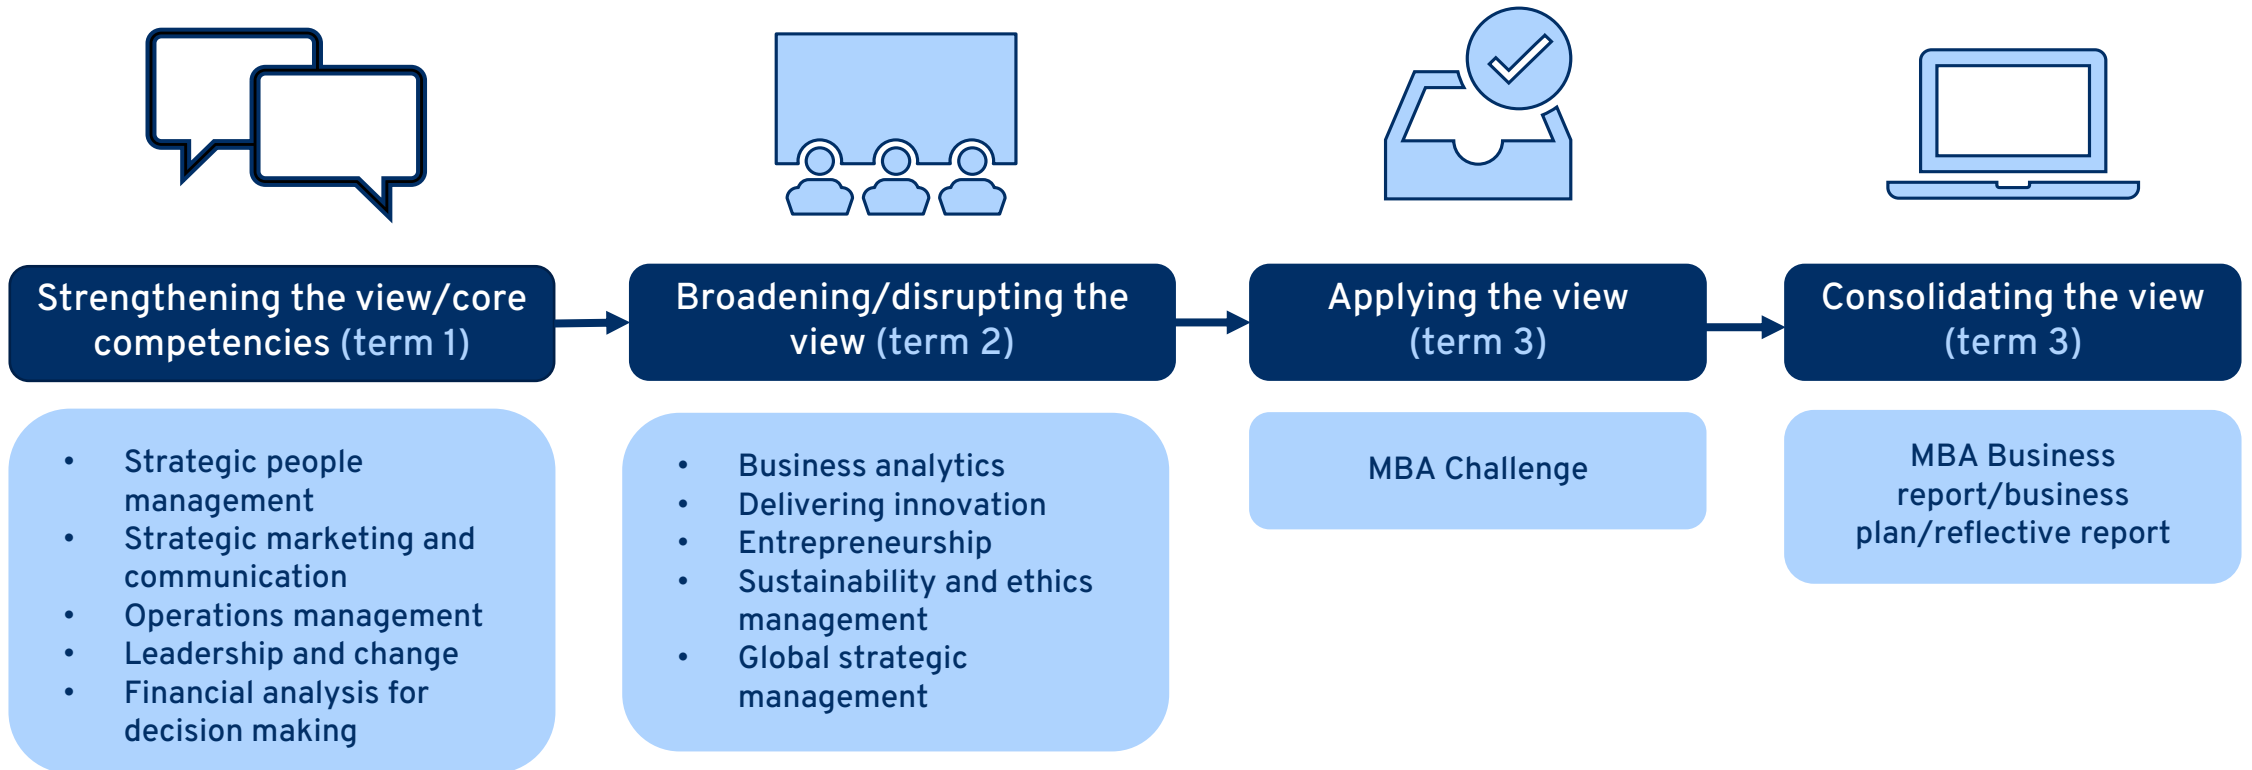 Strengthening the view/core
competencies (term 1)
Broadening/disrupting the
view (term 2)
Applying the view
(term 3)
Consolidating the view
(term 3)
• Strategic people
management
• Strategic marketing and
communication
• Operations management
• Leadership and change
• Financial analysis for
decision making
• Business analytics
• Delivering innovation
• Entrepreneurship
• Sustainability and ethics
management
• Global strategic
management
MBA Challenge
MBA Business
report/business
plan/reflective report